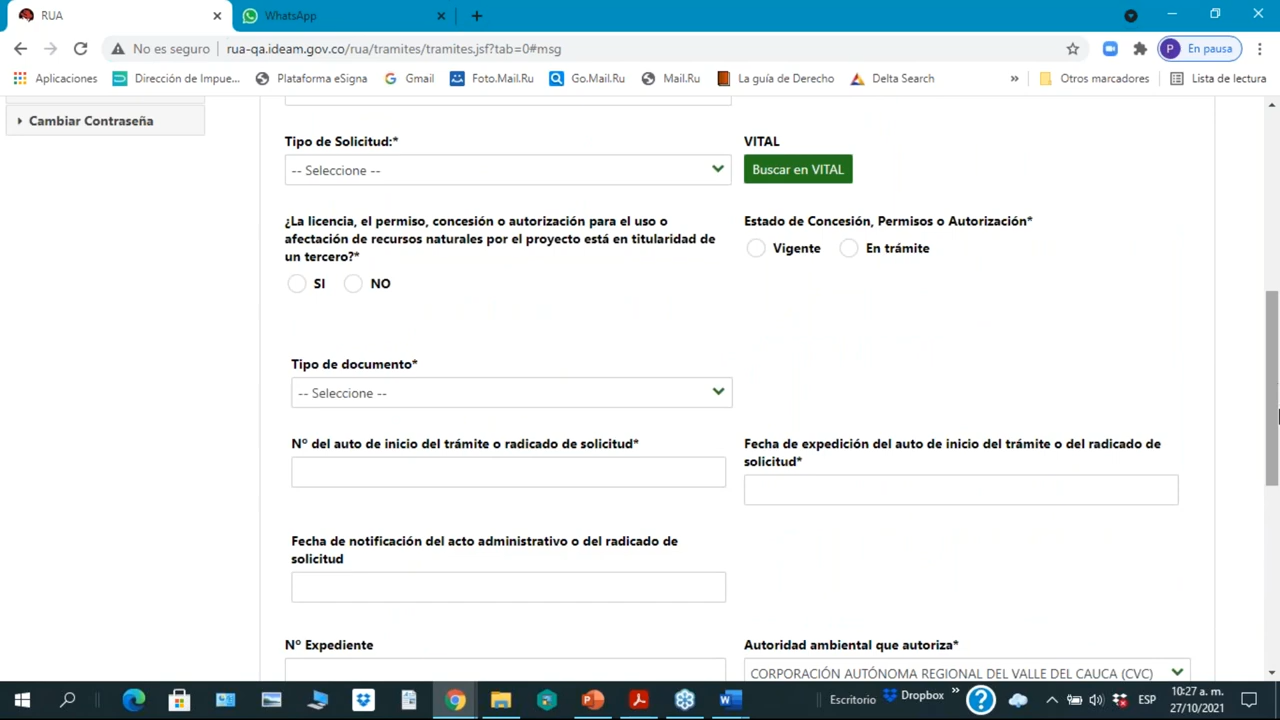 RUA
WhatsApp
No es seguro
rua-qa.ideam.gov.co/rua/tramites/tramites.jsf?tab=0#msg
P
En pausa
Aplicaciones
Dirección de Impue...
Plataforma eSigna
Gmail
Foto.Mail.Ru
Go.Mail.Ru
Mail.Ru
La guía de Derecho
Delta Search
»
Otros marcadores
Lista de lectura
Cambiar Contraseña
Tipo de Solicitud:*
VITAL
-- Seleccione --
Buscar en VITAL
¿La licencia, el permiso, concesión o autorización para el uso o
afectación de recursos naturales por el proyecto está en titularidad de
un tercero?*
Estado de Concesión, Permisos o Autorización*
Vigente
En trámite
SI
NO
Tipo de documento*
-- Seleccione --
Nº del auto de inicio del trámite o radicado de solicitud*
Fecha de expedición del auto de inicio del trámite o del radicado de
solicitud*
Fecha de notificación del acto administrativo o del radicado de
solicitud
Nº Expediente
Autoridad ambiental que autoriza*
CORPORACIÓN AUTÓNOMA REGIONAL DEL VALLE DEL CAUCA (CVC)
Escritorio
Dropbox
»
ESP
10:27 a. m.
27/10/2021